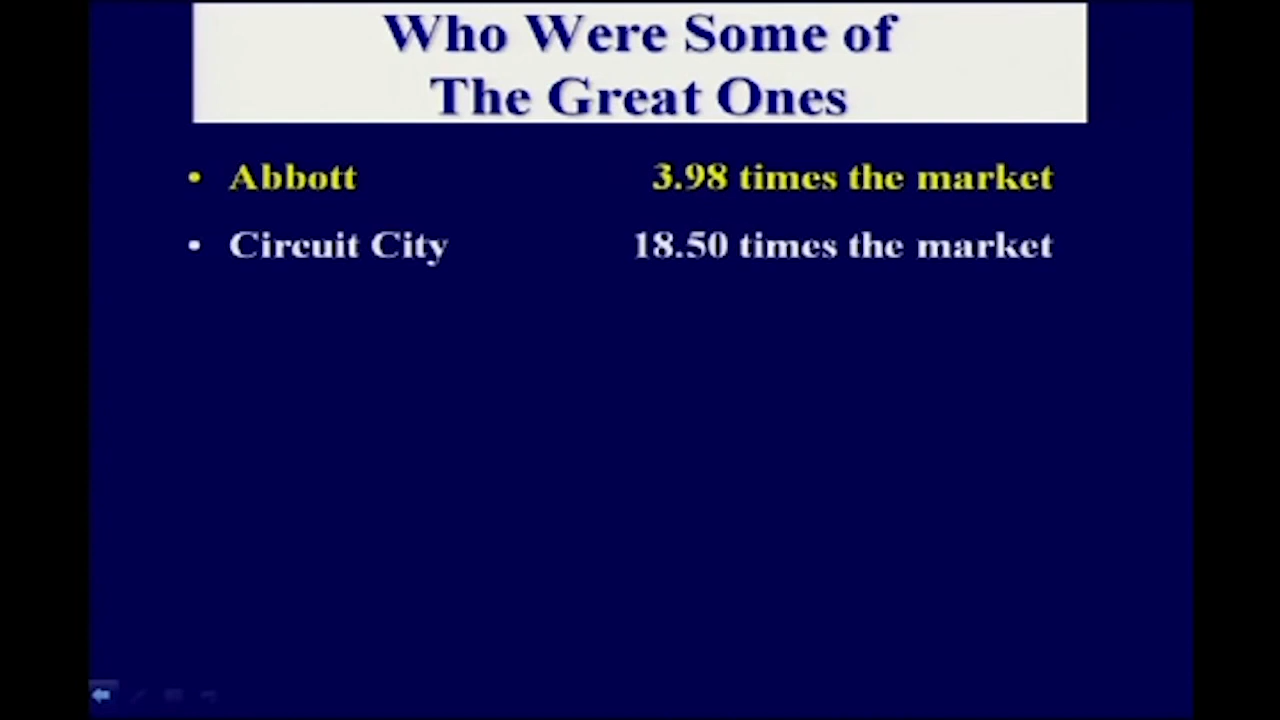 Who Were Some of
The Great Ones
• Abbott 3.98 times the market
• Circuit City 18.50 times the market